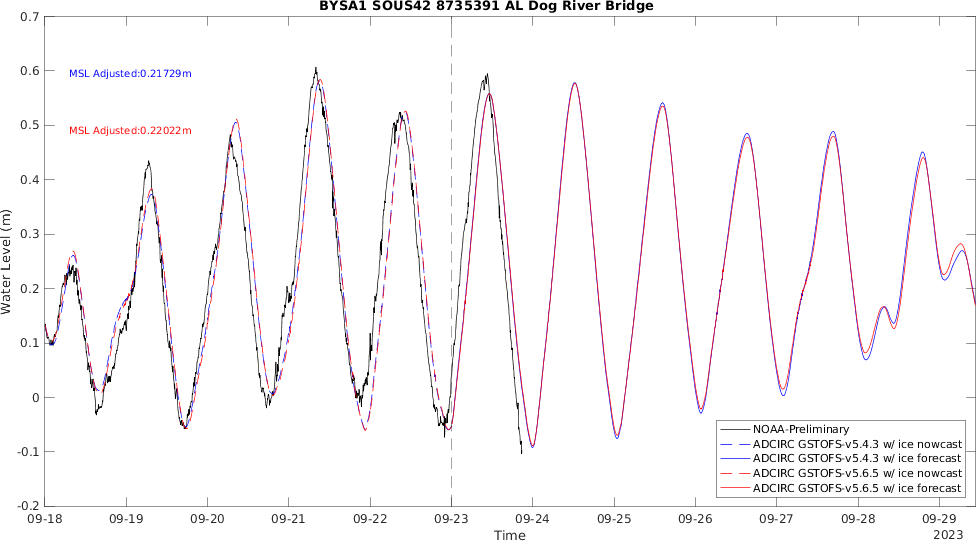 BYSA1 SOUS42 8735391 AL Dog River Bridge
0.7
0.6
0.5
0.4
0.3
0.2
0.1
0
-0.1
-0.2
Water Level (m)
MSL Adjusted:0.21729m
MSL Adjusted:0.22022m
NOAA-Preliminary
ADCIRC GSTOFS-v5.4.3 w/ ice nowcast
ADCIRC GSTOFS-v5.4.3 w/ ice forecast
ADCIRC GSTOFS-v5.6.5 w/ ice nowcast
ADCIRC GSTOFS-v5.6.5 w/ ice forecast
09-18 09-19 09-20 09-21 09-22 09-23 09-24 09-25 09-26 09-27 09-28 09-29
Time
2023